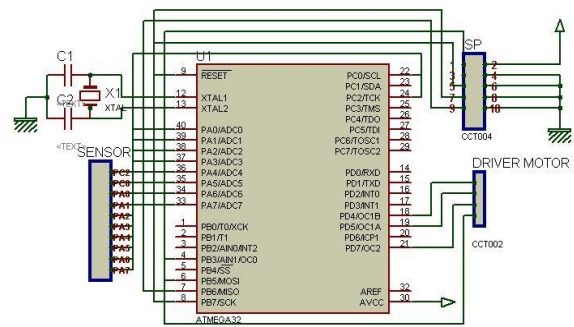 C1
C2
<TEXT>
X1
XTAL
<TEXT>
SENSOR
PC2
PC0
PA0
PA1
PA2
PA3
PA4
PA5
PA6
PA7
U1
9 RESET
12 XTAL1
13 XTAL2
40 PA0/ADC0
39 PA1/ADC1
38 PA2/ADC2
37 PA3/ADC3
36 PA4/ADC4
35 PA5/ADC5
34 PA6/ADC6
33 PA7/ADC7
1 PB0/T0/XCK
2 PB1/T1
3 PB2/AIN0/INT2
4 PB3/AIN1/OC0
5 PB4/SS
6 PB5/MOSI
7 PB6/MISO
8 PB7/SCK
PC0/SCL 22
PC1/SDA 23
PC2/TCK 24
PC3/TMS 25
PC4/TDO 26
PC5/TDI 27
PC6/TOSC1 28
PC7/TOSC2 29
PD0/RXD 14
PD1/TXD 15
PD2/INT0 16
PD3/INT1 17
PD4/OC1B 18
PD5/OC1A 19
PD6/ICP1 20
PD7/OC2 21
AREF 32
AVCC 30
ATMEGA32
SP
1 2
3 4
5 6
7 8
9 10
CCT004
DRIVER MOTOR
CCT002